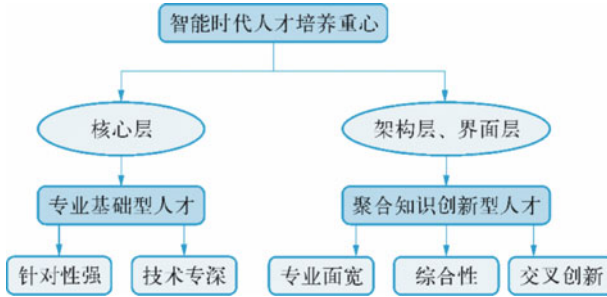 智能时代人才培养重心
核心层
架构层、界面层
专业基础型人才
聚合知识创新型人才
针对性强
技术专深
专业面宽
综合性
交叉创新